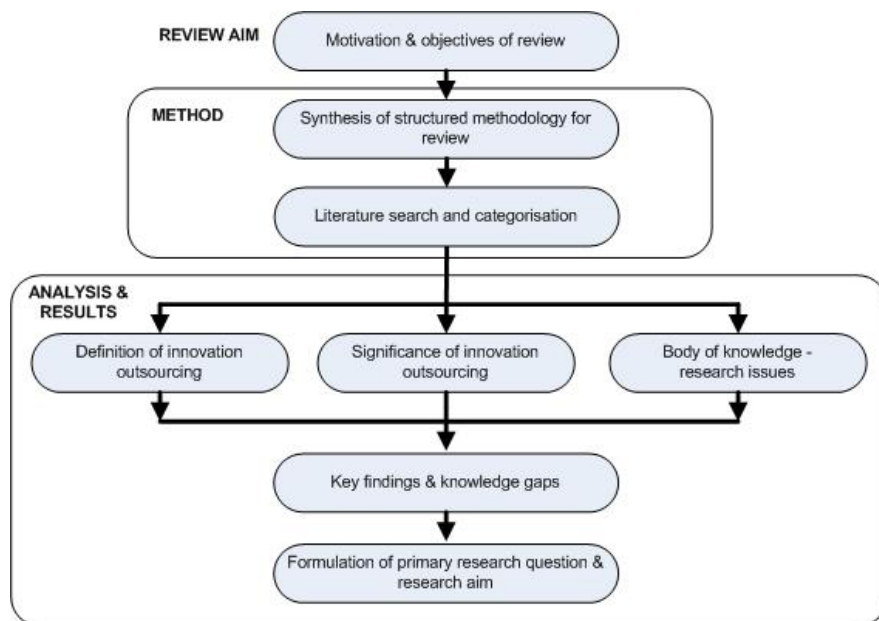 REVIEW AIM
Motivation & objectives of review
METHOD
Synthesis of structured methodology for
review
Literature search and categorisation
ANALYSIS &
RESULTS
Definition of innovation
outsourcing
Significance of innovation
outsourcing
Body of knowledge -
research issues
Key findings & knowledge gaps
Formulation of primary research question &
research aim